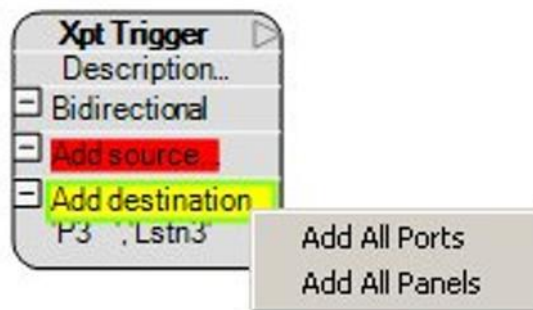 Xpt Trigger
Description...
Bidirectional
Add source...
Add destination
'P3 ','Lstn3'
Add All Ports
Add All Panels